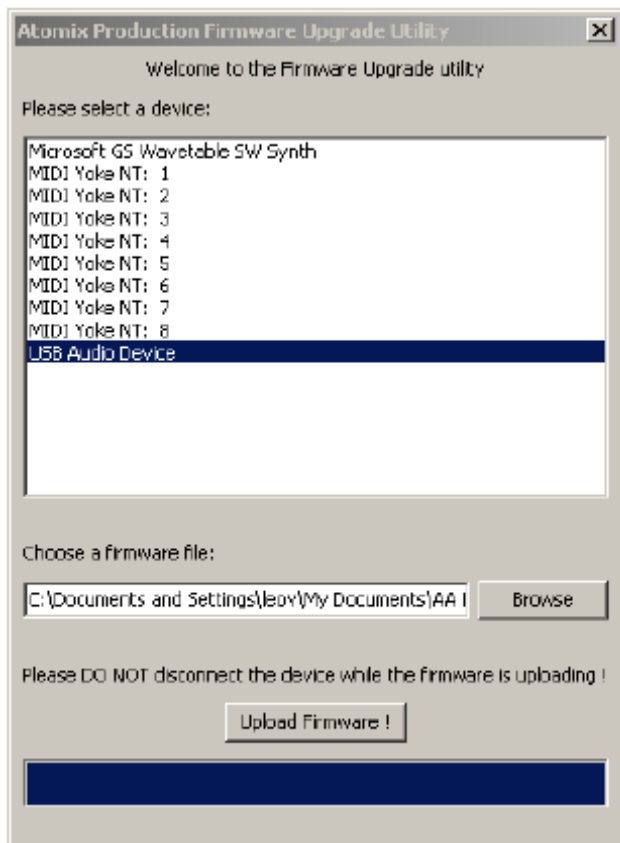 Atomix Production Firmware Upgrade Utility
Welcome to the Firmware Upgrade utility
Please select a device:
Microsoft GS Wavetable SW Synth
MIDI Yoke NT: 1
MIDI Yoke NT: 2
MIDI Yoke NT: 3
MIDI Yoke NT: 4
MIDI Yoke NT: 5
MIDI Yoke NT: 6
MIDI Yoke NT: 7
MIDI Yoke NT: 8
USB Audio Device
Choose a firmware file:
C:\Documents and Settings\leov\My Documents\AA
Browse
Please DO NOT disconnect the device while the firmware is uploading !
Upload Firmware !